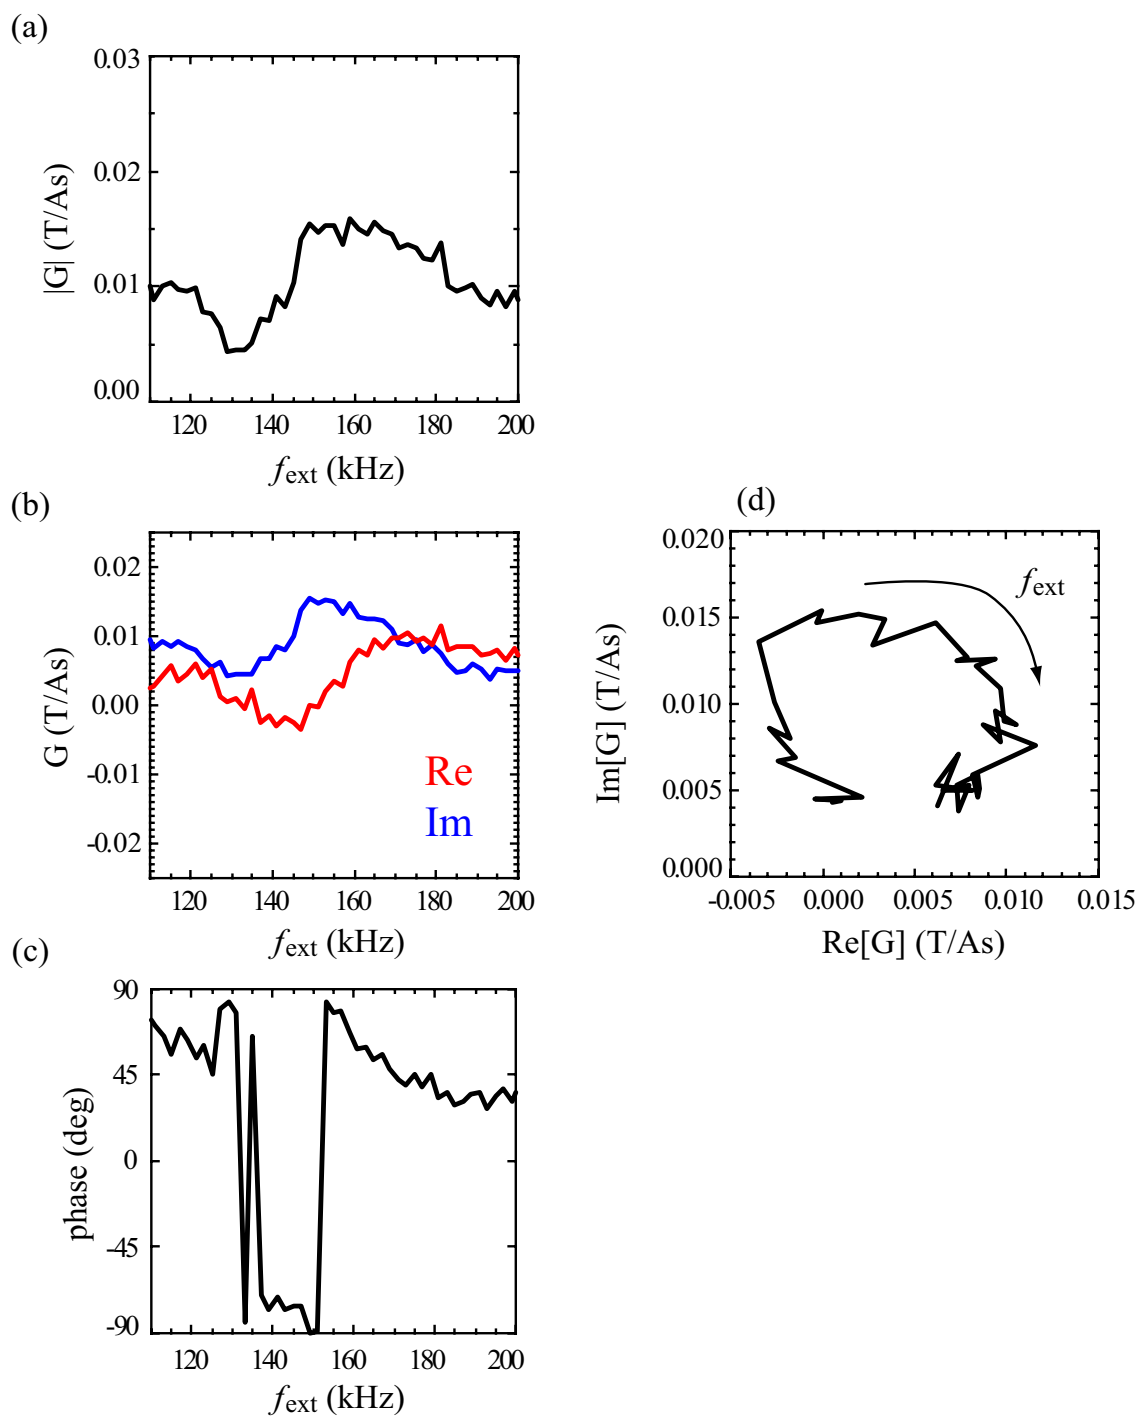 (a)
0.03
0.02
0.01
0.00
|G| (T/As)
120 140 160 180 200
fext (kHz)
(b)
0.02
0.01
0.00
-0.01
-0.02
G (T/As)
Re
Im
120 140 160 180 200
fext (kHz)
(d)
0.020
0.015
0.010
0.005
0.000
Im[G] (T/As)
fext
-0.005 0.000 0.005 0.010 0.015
Re[G] (T/As)
(c)
90
45
0
-45
-90
phase (deg)
120 140 160 180 200
fext (kHz)